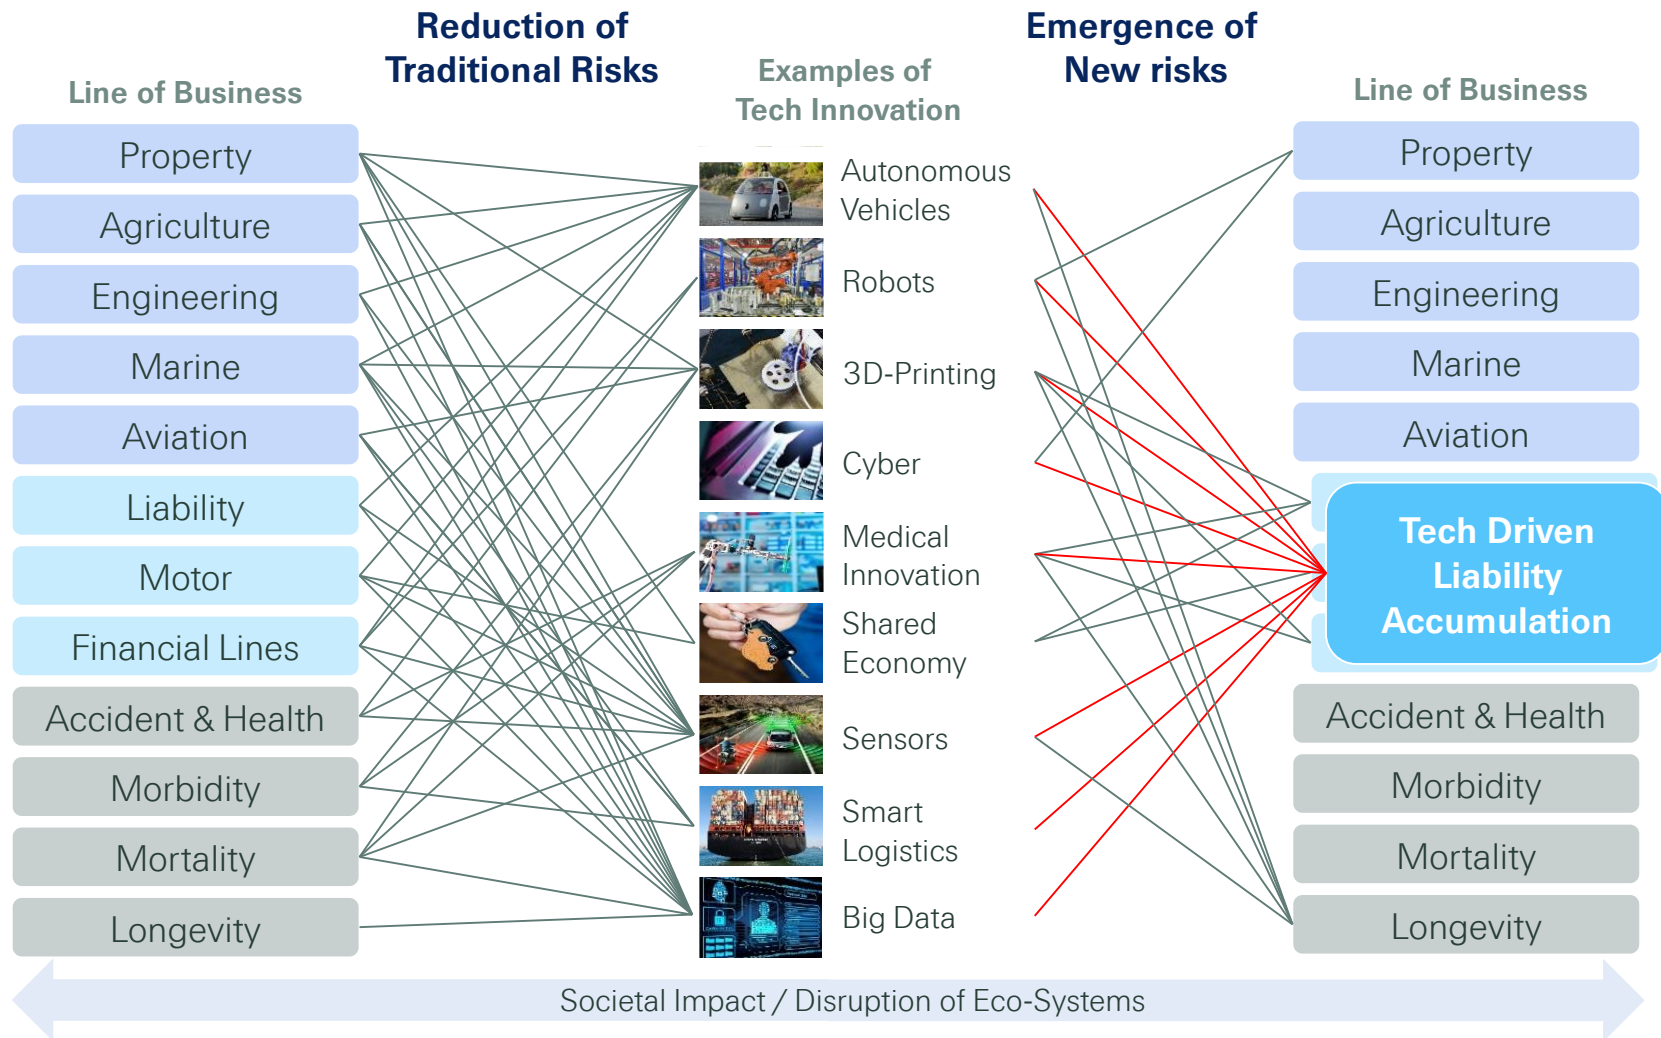 Reduction of
Traditional Risks
Emergence of
New risks
Line of Business
Examples of
Tech Innovation
Line of Business
Property
Agriculture
Engineering
Marine
Aviation
Liability
Motor
Financial Lines
Accident & Health
Morbidity
Mortality
Longevity
Autonomous
Vehicles
Robots
3D-Printing
Cyber
Medical
Innovation
Shared
Economy
Sensors
Smart
Logistics
Big Data
Property
Agriculture
Engineering
Marine
Aviation
Tech Driven
Liability
Accumulation
Accident & Health
Morbidity
Mortality
Longevity
Societal Impact / Disruption of Eco-Systems